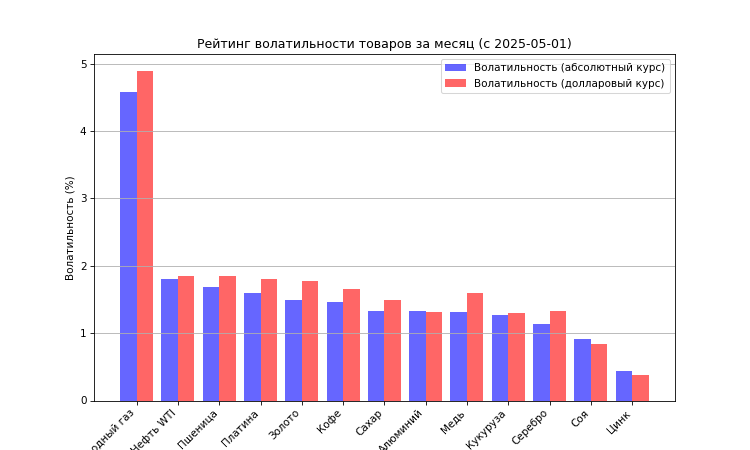 Рейтинг волатильности товаров за месяц (с 2025-05-01)
Волатильность (абсолютный курс)
Волатильность (долларовый курс)
Волатильность (%)
5
4
3
2
1
0
одный газ
Нефть WTI
Пшеница
Платина
Золото
Кофе
Сахар
Алюминий
Медь
Кукуруза
Серебро
Соя
Цинк